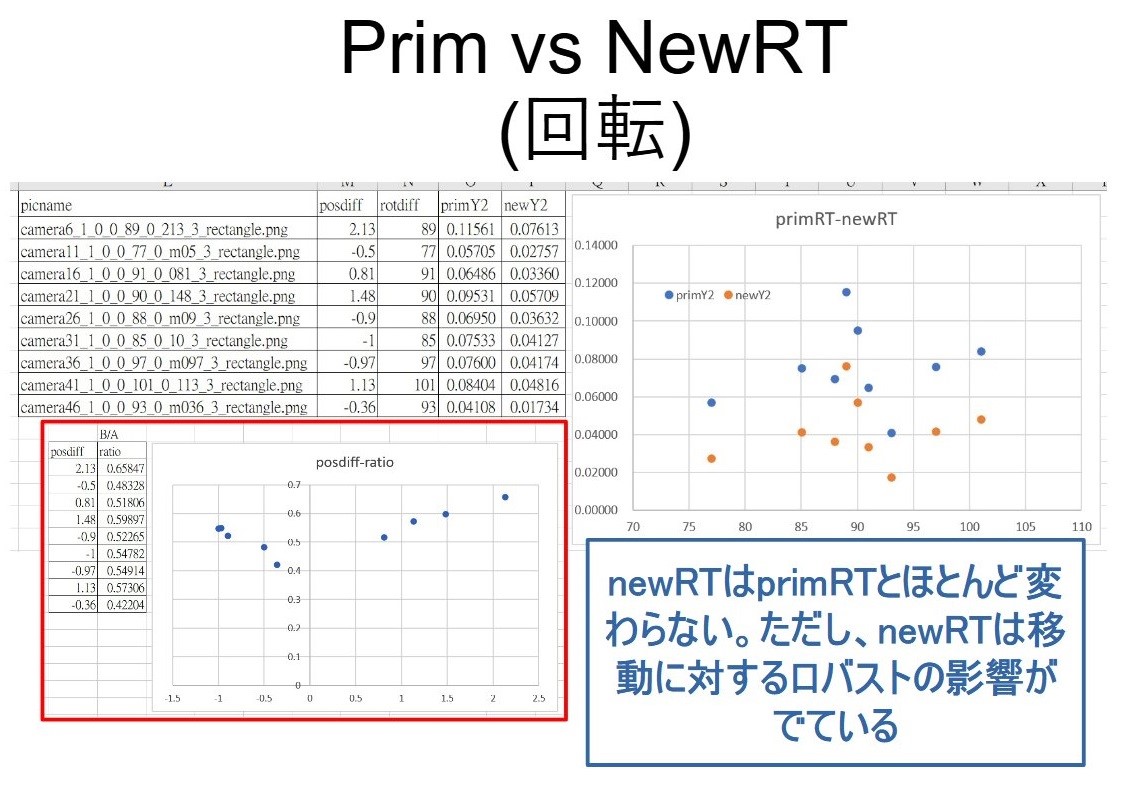 Prim vs NewRT
(回転)
picname posdiff rotdiff primY2 newY2
camera6_1_0_0_89_0_213_3_rectangle.png 2.13 89 0.11561 0.07613
camera11_1_0_0_77_0_m05_3_rectangle.png -0.5 77 0.05705 0.02757
camera16_1_0_0_91_0_081_3_rectangle.png 0.81 91 0.06486 0.03360
camera21_1_0_0_90_0_148_3_rectangle.png 1.48 90 0.09531 0.05709
camera26_1_0_0_88_0_m09_3_rectangle.png -0.9 88 0.06950 0.03632
camera31_1_0_0_85_0_10_3_rectangle.png -1 85 0.07533 0.04127
camera36_1_0_0_97_0_m097_3_rectangle.png -0.97 97 0.07600 0.04174
camera41_1_0_0_101_0_113_3_rectangle.png 1.13 101 0.08404 0.04816
camera46_1_0_0_93_0_m036_3_rectangle.png -0.36 93 0.04108 0.01734
primRT-newRT
0.14000
0.12000
primY2 newY2
0.10000
0.08000
0.06000
0.04000
0.02000
0.00000
70 75 80 85 90 95 100 105 110
B/A
posdiff ratio
2.13 0.65847
-0.5 0.48328
0.81 0.51806
1.48 0.59897
-0.9 0.52265
-1 0.54782
-0.97 0.54914
1.13 0.57306
-0.36 0.42204
posdiff-ratio
0.7
0.6
0.5
0.4
0.3
0.2
0.1
0
-1.5 -1 -0.5 0 0.5 1 1.5 2 2.5
newRTはprimRTとほとんど変
わらない。ただし、newRTは移
動に対するロバストの影響が
でている